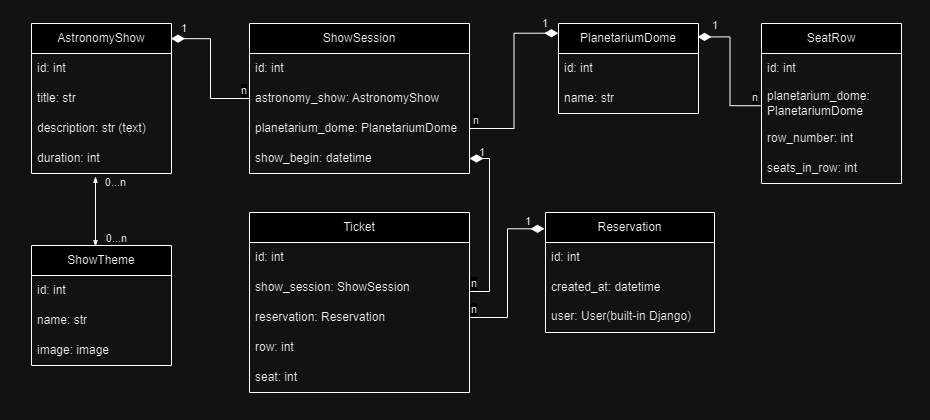 AstronomyShow
id: int
title: str
description: str (text)
duration: int
1
n
ShowSession
id: int
astronomy_show: AstronomyShow
planetarium_dome: PlanetariumDome
show_begin: datetime
1
n
PlanetariumDome
id: int
name: str
1
n
SeatRow
id: int
planetarium_dome:
PlanetariumDome
row_number: int
seats_in_row: int
1
0...n
0...n
ShowTheme
id: int
name: str
image: image
Ticket
id: int
show_session: ShowSession
reservation: Reservation
row: int
seat: int
n
n
1
Reservation
id: int
created_at: datetime
user: User(built-in Django)